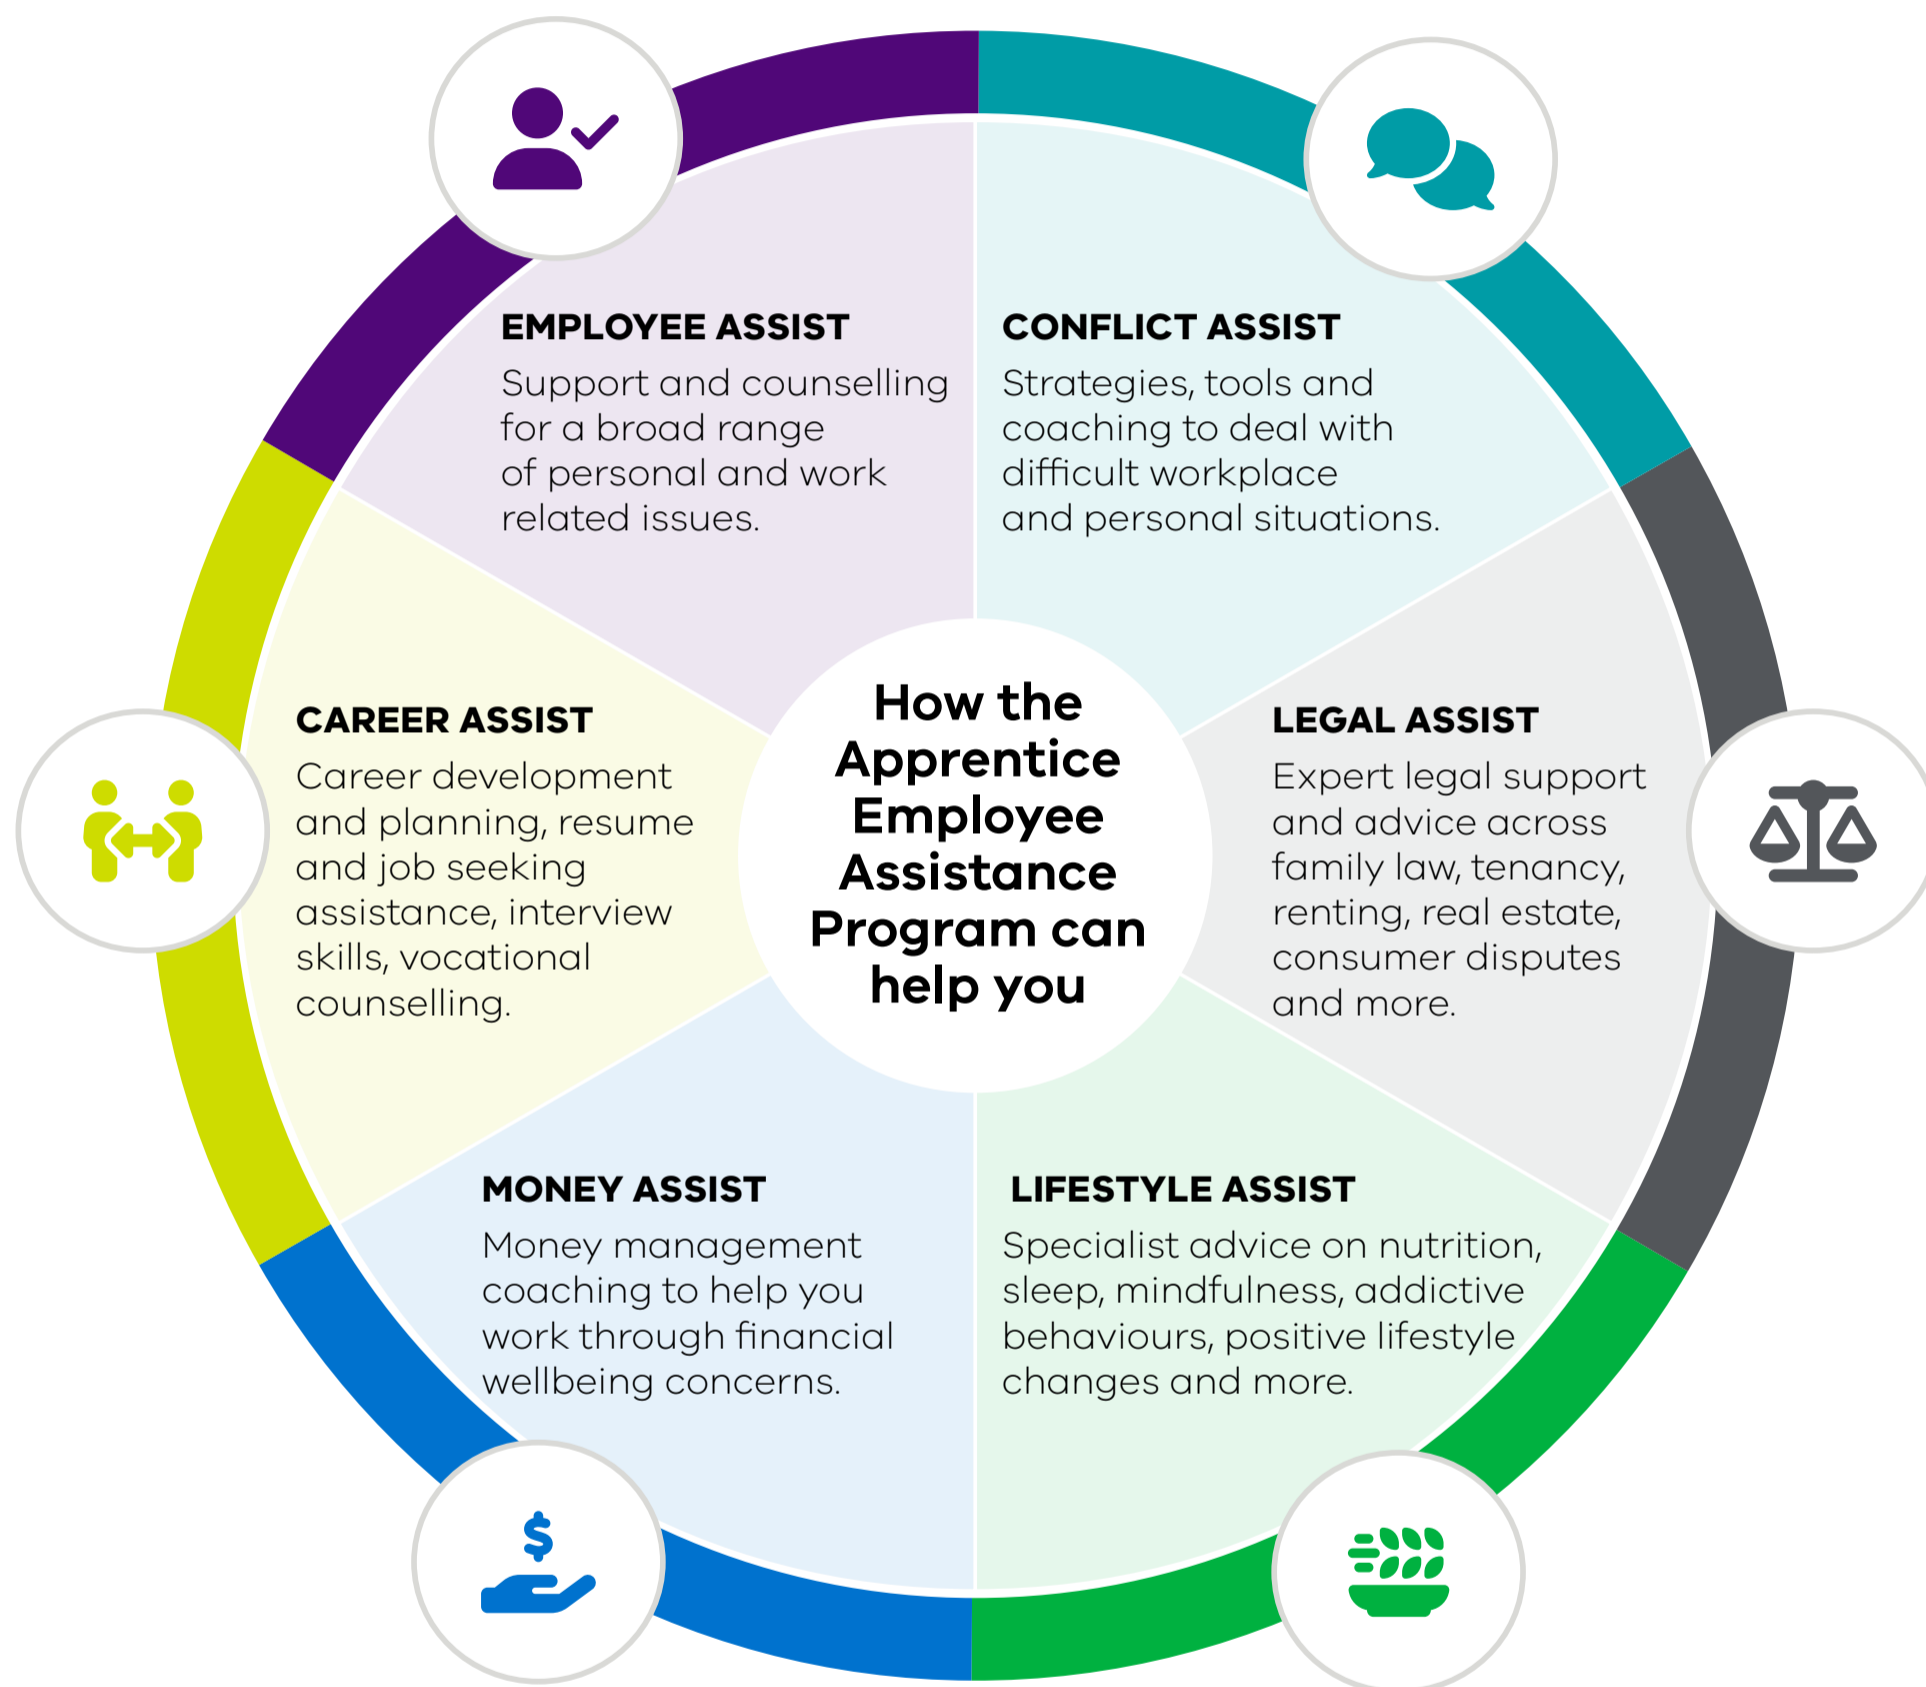 EMPLOYEE ASSIST
Support and counselling
for a broad range
of personal and work
related issues.
CONFLICT ASSIST
Strategies, tools and
coaching to deal with
difficult workplace
and personal situations.
CAREER ASSIST
Career development
and planning, resume
and job seeking
assistance, interview
skills, vocational
counselling.
How the
Apprentice
Employee
Assistance
Program can
help you
LEGAL ASSIST
Expert legal support
and advice across
family law, tenancy,
renting, real estate,
consumer disputes
and more.
MONEY ASSIST
Money management
coaching to help you
work through financial
wellbeing concerns.
LIFESTYLE ASSIST
Specialist advice on nutrition,
sleep, mindfulness, addictive
behaviours, positive lifestyle
changes and more.
$